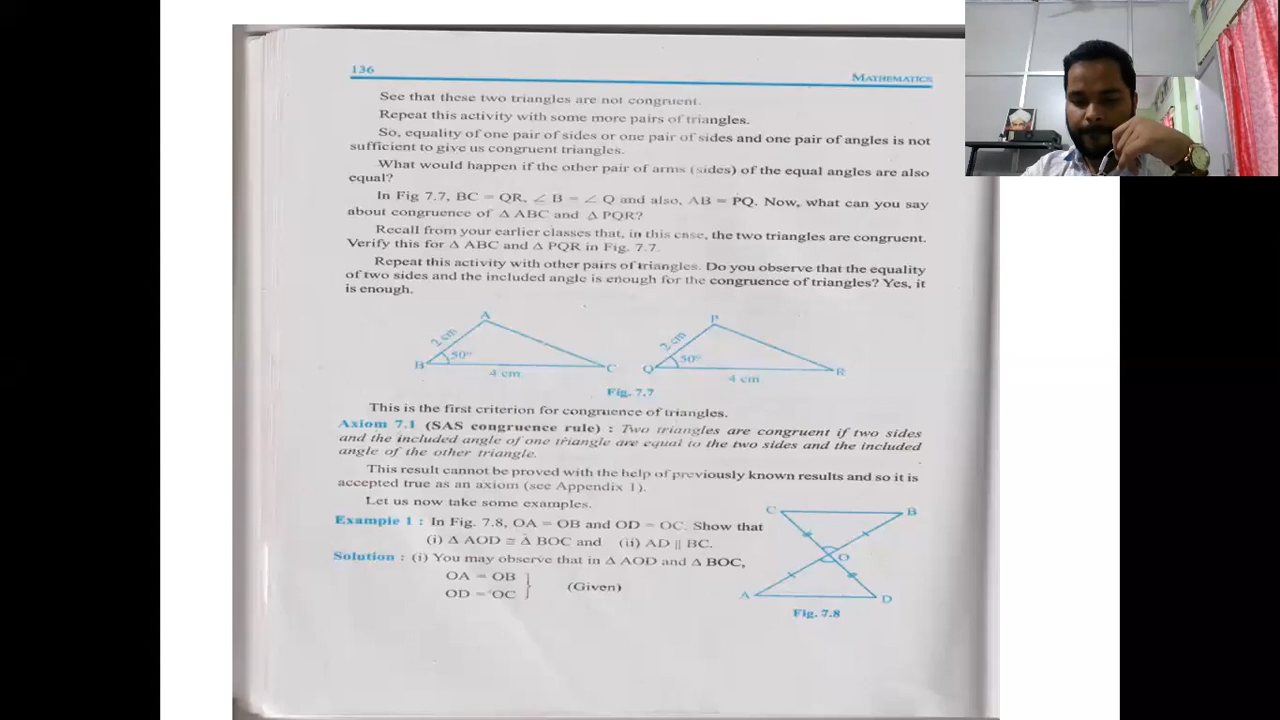 136
MATHEMATICS
See that these two triangles are not congruent.
Repeat this activity with some more pairs of triangles.
So, equality of one pair of sides or one pair of sides and one pair of angles is not
sufficient to give us congruent triangles.
What would happen if the other pair of arms (sides) of the equal angles are also
equal?
In Fig 7.7, BC = QR, ∠ B = ∠ Q and also, AB = PQ. Now, what can you say
about congruence of Δ ABC and Δ PQR?
Recall from your earlier classes that, in this case, the two triangles are congruent.
Verify this for Δ ABC and Δ PQR in Fig. 7.7.
Repeat this activity with other pairs of triangles. Do you observe that the equality
of two sides and the included angle is enough for the congruence of triangles? Yes, it
is enough.
A
2 cm
50°
B
4 cm
C
P
2 cm
50°
Q
4 cm
R
Fig. 7.7
This is the first criterion for congruence of triangles.
Axiom 7.1 (SAS congruence rule) : Two triangles are congruent if two sides
and the included angle of one triangle are equal to the two sides and the included
angle of the other triangle.
This result cannot be proved with the help of previously known results and so it is
accepted true as an axiom (see Appendix 1).
Let us now take some examples.
Example 1 : In Fig. 7.8, OA = OB and OD = OC. Show that
(i) Δ AOD ≅ Δ BOC and (ii) AD || BC.
Solution : (i) You may observe that in Δ AOD and Δ BOC,
OA = OB
OD = OC } (Given)
C
B
O
A
D
Fig. 7.8